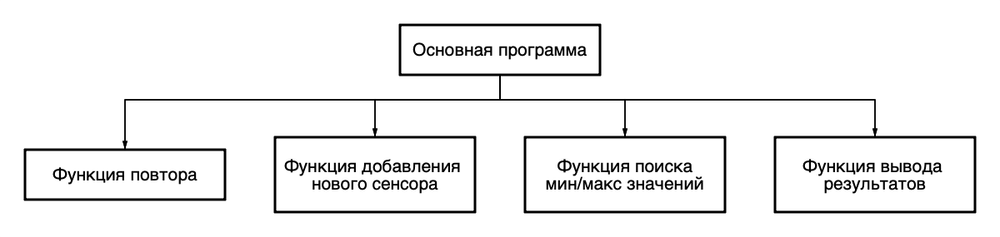 Основная программа
Функция повтора
Функция добавления
нового сенсора
Функция поиска
мин/макс значений
Функция вывода
результатов